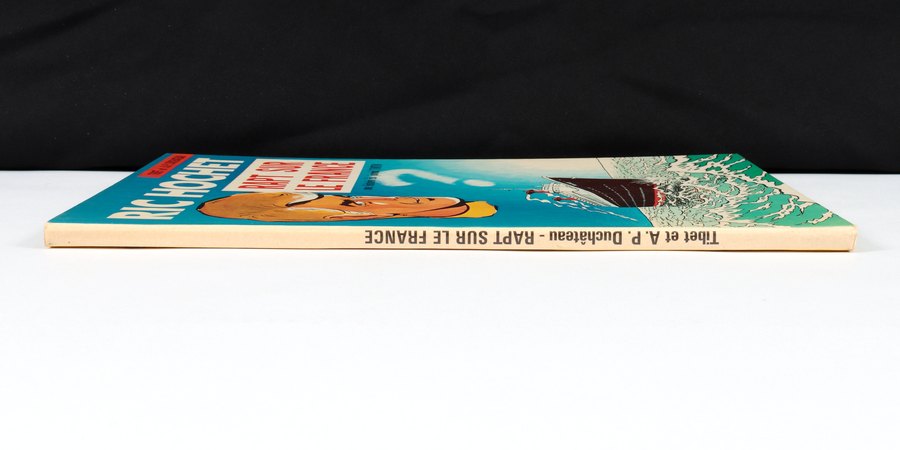 RIC HOCHET
RAPT SUR
LE FRANCE
Tibet et A. P. Duchâteau - RAPT SUR LE FRANCE